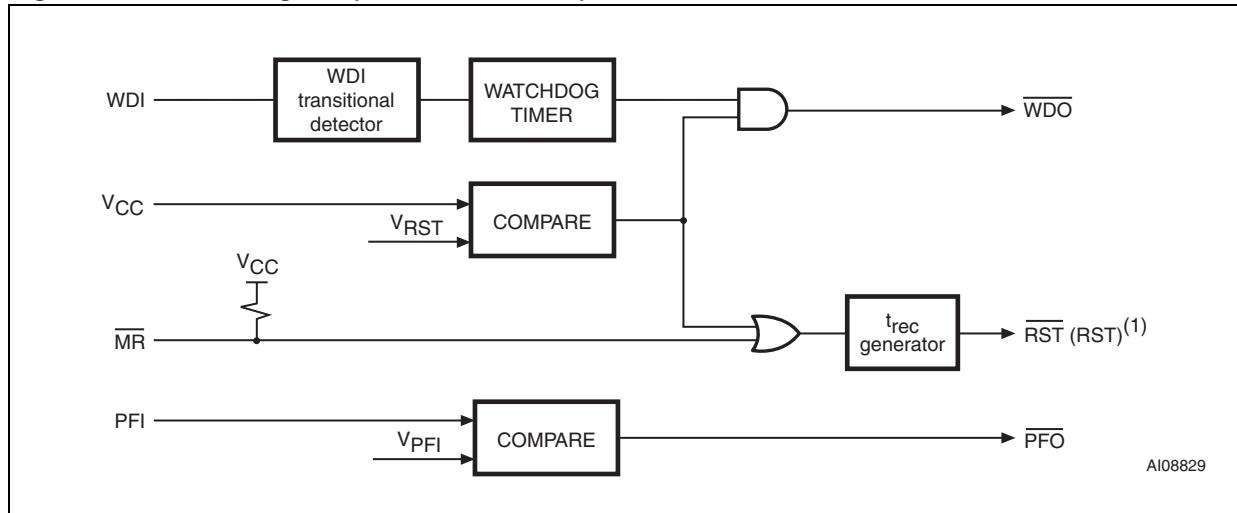 WDI
WDI
transitional
detector
WATCHDOG
TIMER
WDO
VCC
VRST
COMPARE
VCC
MR
trec
generator
RST (RST)(1)
PFI
VPFI
COMPARE
PFO
AI08829